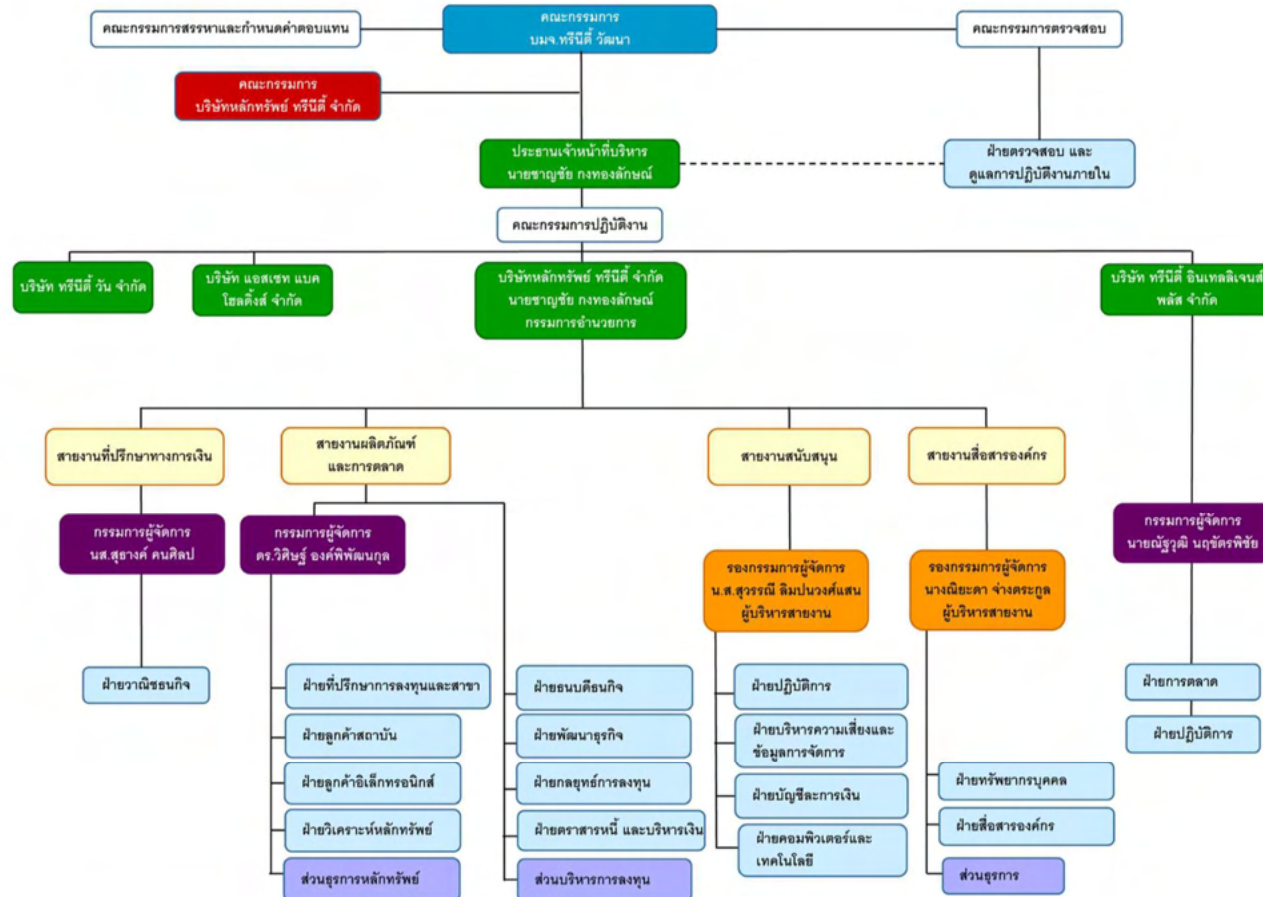 คณะกรรมการสรรหาและกำหนดค่าตอบแทน
คณะกรรมการ
บมจ.ทรีนีตี้ วัฒนา
คณะกรรมการตรวจสอบ
คณะกรรมการ
บริษัทหลักทรัพย์ ทรีนีตี้ จำกัด
ประธานเจ้าหน้าที่บริหาร
นายชาญชัย กงทองลักษณ์
ฝ่ายตรวจสอบ และ
ดูแลการปฏิบัติงานภายใน
คณะกรรมการปฏิบัติงาน
บริษัท ทรีนีตี้ วัน จำกัด
บริษัท แอสเซท แบค
โฮลดิ้งส์ จำกัด
บริษัทหลักทรัพย์ ทรีนีตี้ จำกัด
นายชาญชัย กงทองลักษณ์
กรรมการอำนวยการ
บริษัท ทรีนีตี้ อินเทลลิเจนส์
พลัส จำกัด
สายงานที่ปรึกษาทางการเงิน
สายงานผลิตภัณฑ์
และการตลาด
สายงานสนับสนุน
สายงานสื่อสารองค์กร
กรรมการผู้จัดการ
นส.สุธางค์ คนศิลป
กรรมการผู้จัดการ
ดร.วิศิษฐ์ องค์พิพัฒนกุล
กรรมการผู้จัดการ
นายณัฐวุฒิ นฤขัตรพิชัย
รองกรรมการผู้จัดการ
น.ส.สุวรรณี ลิมปนวงศ์แสน
ผู้บริหารสายงาน
รองกรรมการผู้จัดการ
นางณิยะดา จ่างตระกูล
ผู้บริหารสายงาน
ฝ่ายวาณิชธนกิจ
ฝ่ายที่ปรึกษาการลงทุนและสาขา
ฝ่ายลูกค้าสถาบัน
ฝ่ายลูกค้าอิเล็กทรอนิกส์
ฝ่ายวิเคราะห์หลักทรัพย์
ส่วนธุรการหลักทรัพย์
ฝ่ายธนบดีธนกิจ
ฝ่ายพัฒนาธุรกิจ
ฝ่ายกลยุทธ์การลงทุน
ฝ่ายตราสารหนี้ และบริหารเงิน
ส่วนบริหารการลงทุน
ฝ่ายปฏิบัติการ
ฝ่ายบริหารความเสี่ยงและ
ข้อมูลการจัดการ
ฝ่ายบัญชีละการเงิน
ฝ่ายคอมพิวเตอร์และ
เทคโนโลยี
ฝ่ายทรัพยากรบุคคล
ฝ่ายสื่อสารองค์กร
ส่วนธุรการ
ฝ่ายการตลาด
ฝ่ายปฏิบัติการ